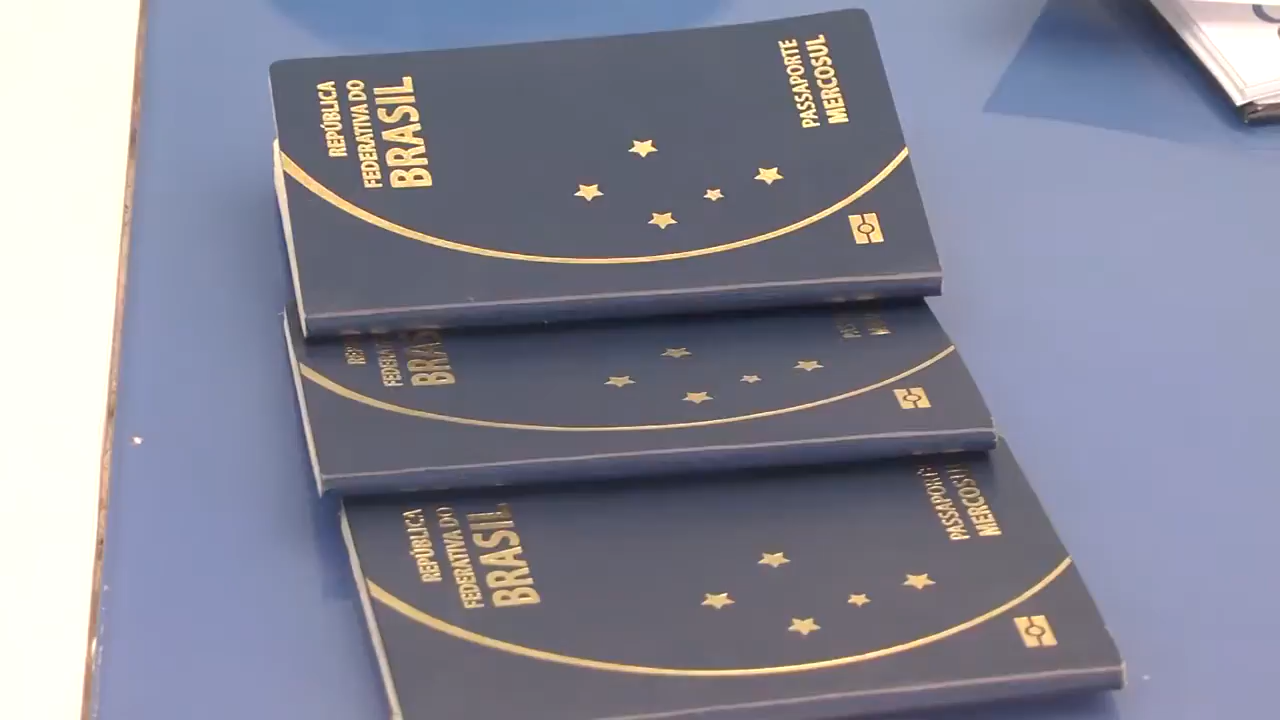 REPÚBLICA
FEDERATIVA DO
BRASIL
PASSAPORTE
MERCOSUL
REPÚBLICA
FEDERATIVA DO
BRASIL
PASSAPORTE
MERCOSUL